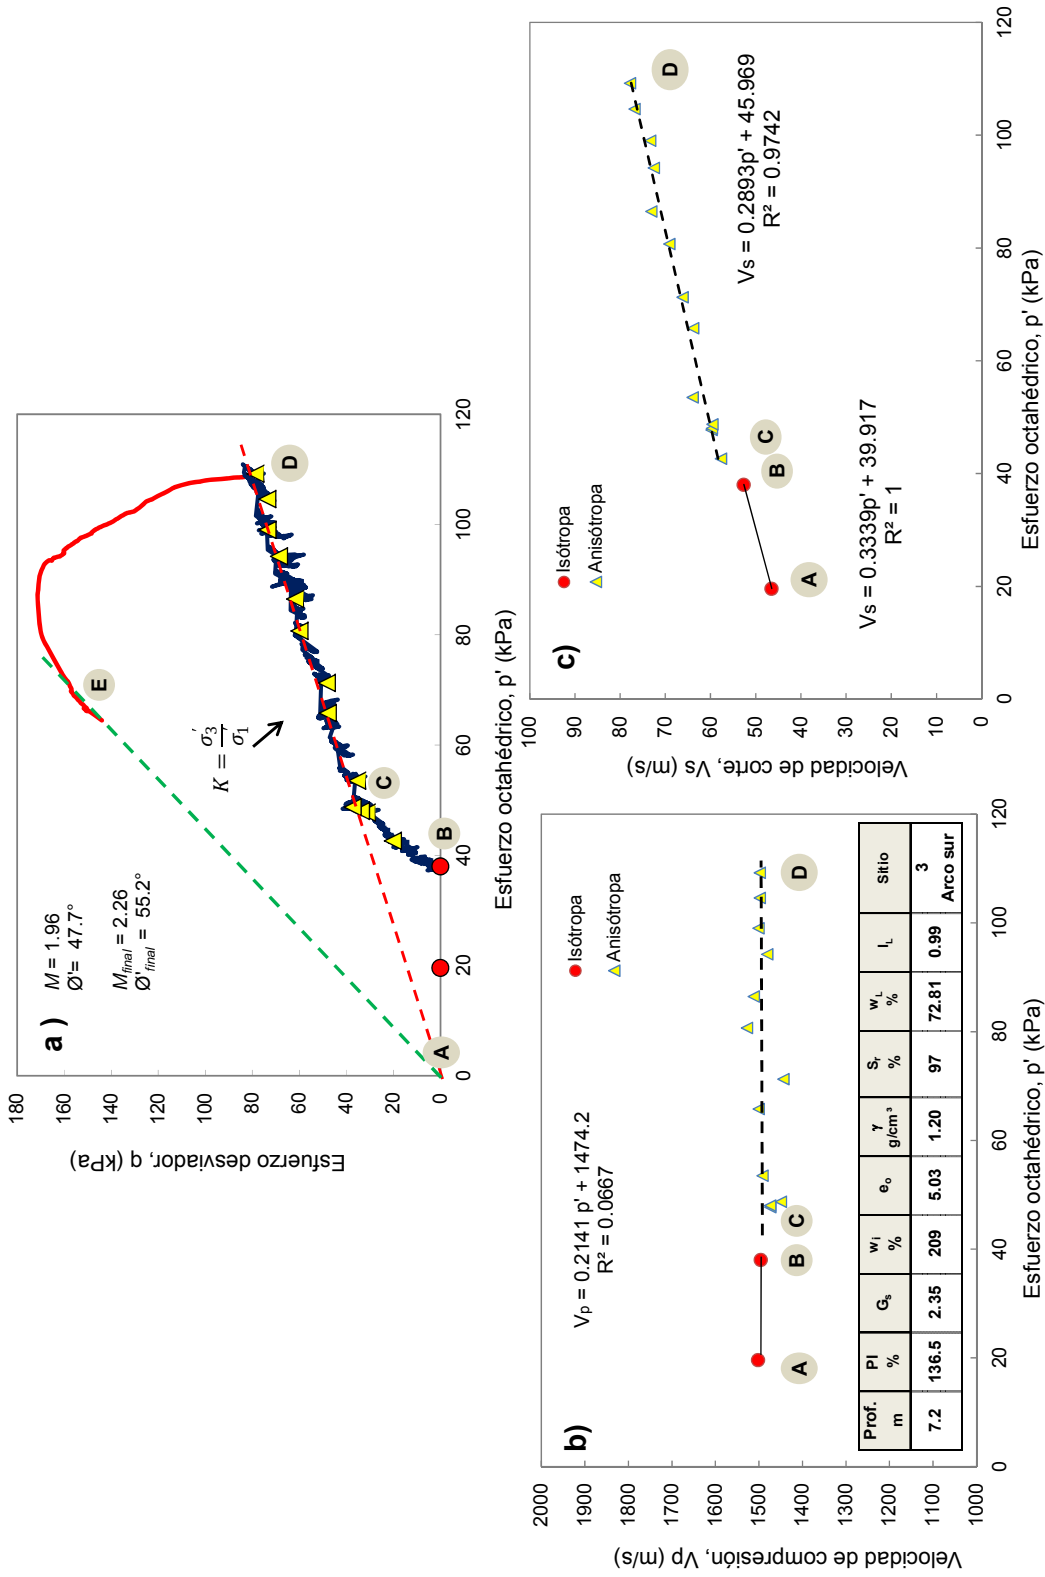 a )
M = 1.96
Ø'= 47.7°
M final = 2.26
Ø' final = 55.2°
K = σ3' / σ1
A
B
C
D
E
180
160
140
120
100
80
60
40
20
0
Esfuerzo desviador, q (kPa)
0
20
40
60
80
100
120
Esfuerzo octahédrico, p' (kPa)
b)
Vp = 0.2141 p' + 1474.2
R² = 0.0667
Isótropa
Anisótropa
A
B
C
D
2000
1900
1800
1700
1600
1500
1400
1300
1200
1100
1000
Velocidad de compresión, Vp (m/s)
0
20
40
60
80
100
120
Esfuerzo octahédrico, p' (kPa)
Prof. m PI % Gs wi % eo γ g/cm³ Sr % wL % IL Sitio
7.2 136.5 2.35 209 5.03 1.20 97 72.81 0.99 3 Arco sur
c)
Isótropa
Anisótropa
Vs = 0.3339p' + 39.917
R² = 1
Vs = 0.2893p' + 45.969
R² = 0.9742
A
B
C
D
100
90
80
70
60
50
40
30
20
10
0
Velocidad de corte, Vs (m/s)
0
20
40
60
80
100
120
Esfuerzo octahédrico, p' (kPa)